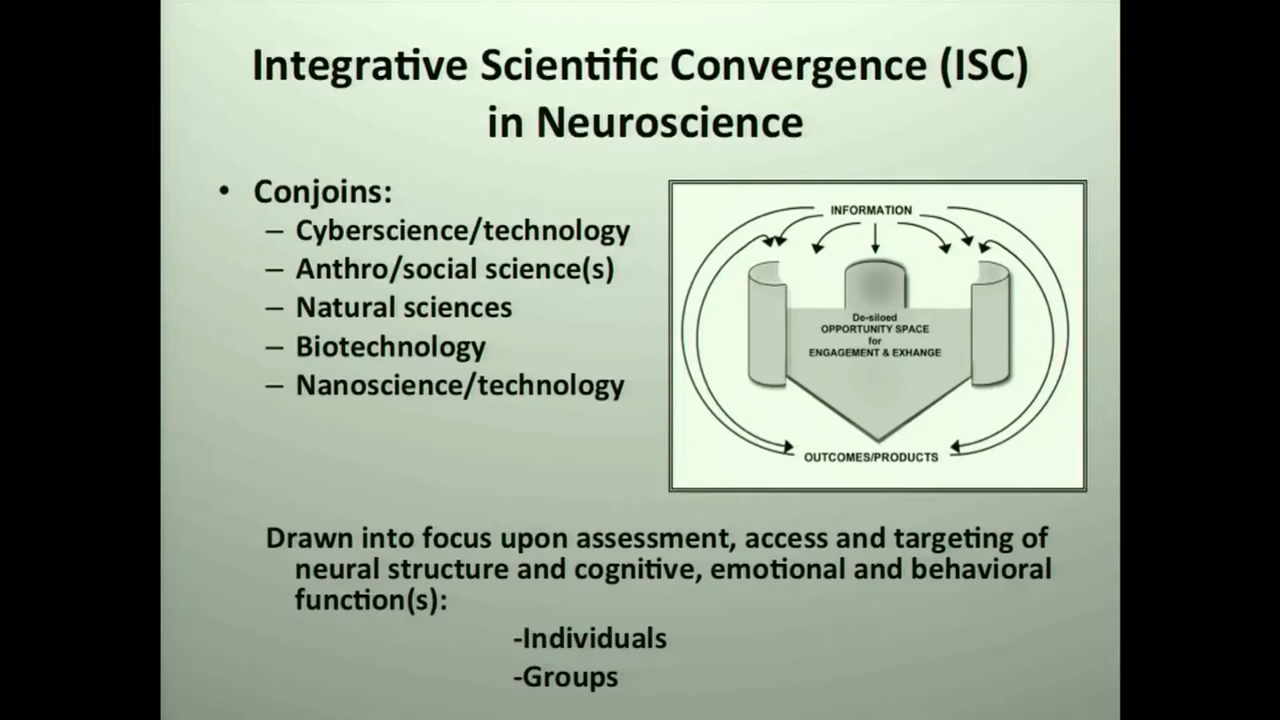 Integrative Scientific Convergence (ISC)
in Neuroscience
• Conjoins:
– Cyberscience/technology
– Anthro/social science(s)
– Natural sciences
– Biotechnology
– Nanoscience/technology
INFORMATION
De-siloed
OPPORTUNITY SPACE
for
ENGAGEMENT & EXHANGE
OUTCOMES/PRODUCTS
Drawn into focus upon assessment, access and targeting of
neural structure and cognitive, emotional and behavioral
function(s):
-Individuals
-Groups